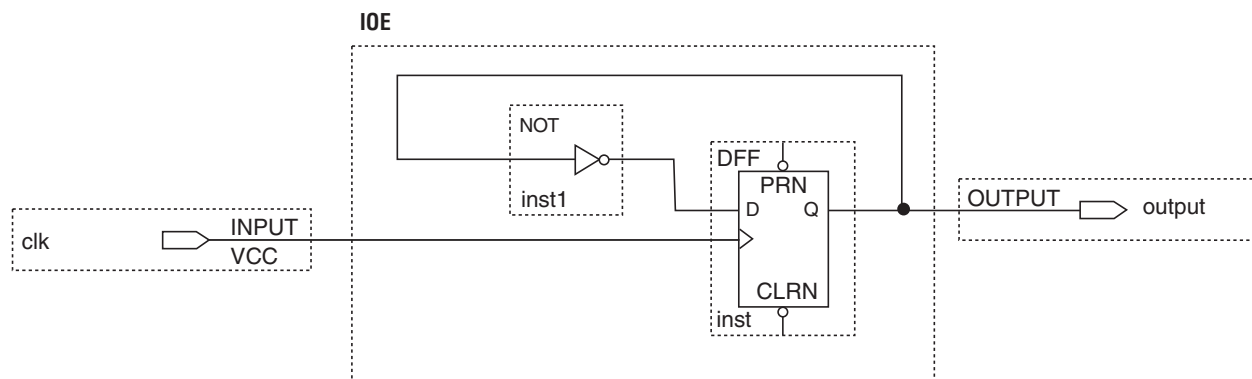 IOE
NOT
inst1
DFF
PRN
D
Q
CLRN
inst
clk
INPUT
VCC
OUTPUT
output